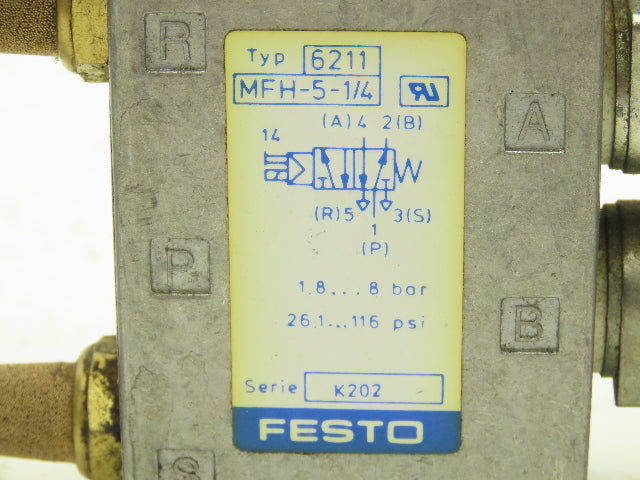 R
Typ 6211
MFH-5-1/4
(A) 4 2 (B)
A
14
(R) 5 3 (S)
1
(P)
P
1.8...8 bar
26.1...116 psi
B
Serie K202
FESTO
S